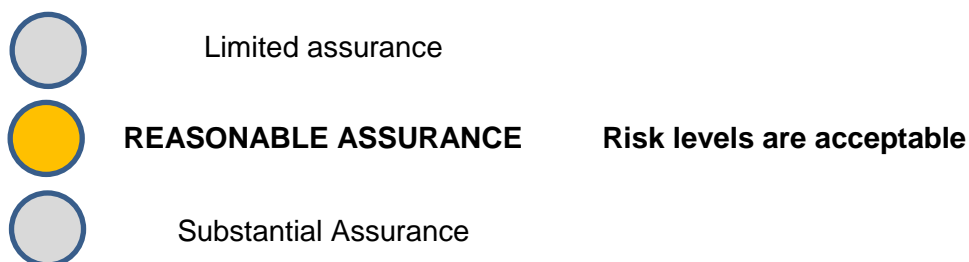 Limited assurance
REASONABLE ASSURANCE Risk levels are acceptable
Substantial Assurance